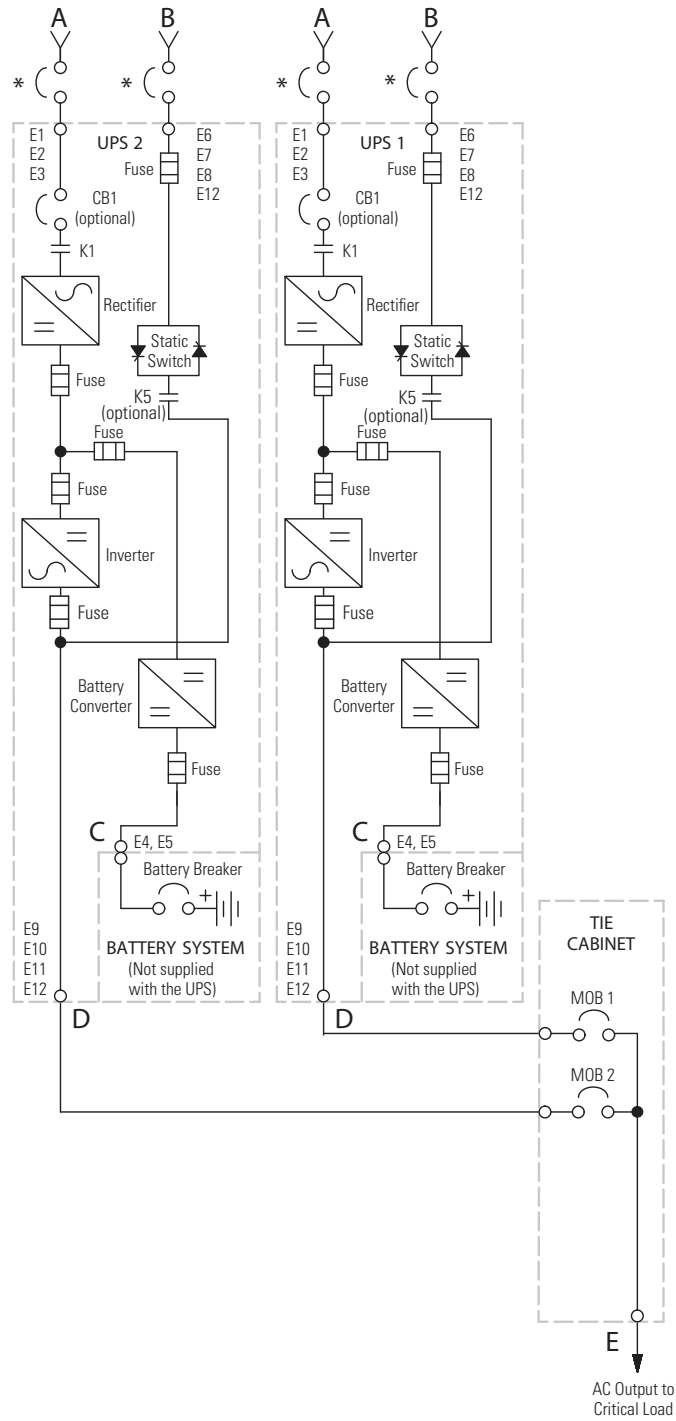 A
B
A
B
*
*
*
*
E1
E2
E3
UPS 2
E6
E7
E8
E12
Fuse
CB1
(optional)
K1
Rectifier
Static
Switch
Fuse
K5
(optional)
Fuse
Fuse
Inverter
Fuse
Battery
Converter
Fuse
C
E4, E5
Battery Breaker
+
BATTERY SYSTEM
(Not supplied
with the UPS)
E9
E10
E11
E12
D
E1
E2
E3
UPS 1
E6
E7
E8
E12
Fuse
CB1
(optional)
K1
Rectifier
Static
Switch
Fuse
K5
(optional)
Fuse
Fuse
Inverter
Fuse
Battery
Converter
Fuse
C
E4, E5
Battery Breaker
+
BATTERY SYSTEM
(Not supplied
with the UPS)
E9
E10
E11
E12
D
TIE
CABINET
MOB 1
MOB 2
E
AC Output to
Critical Load